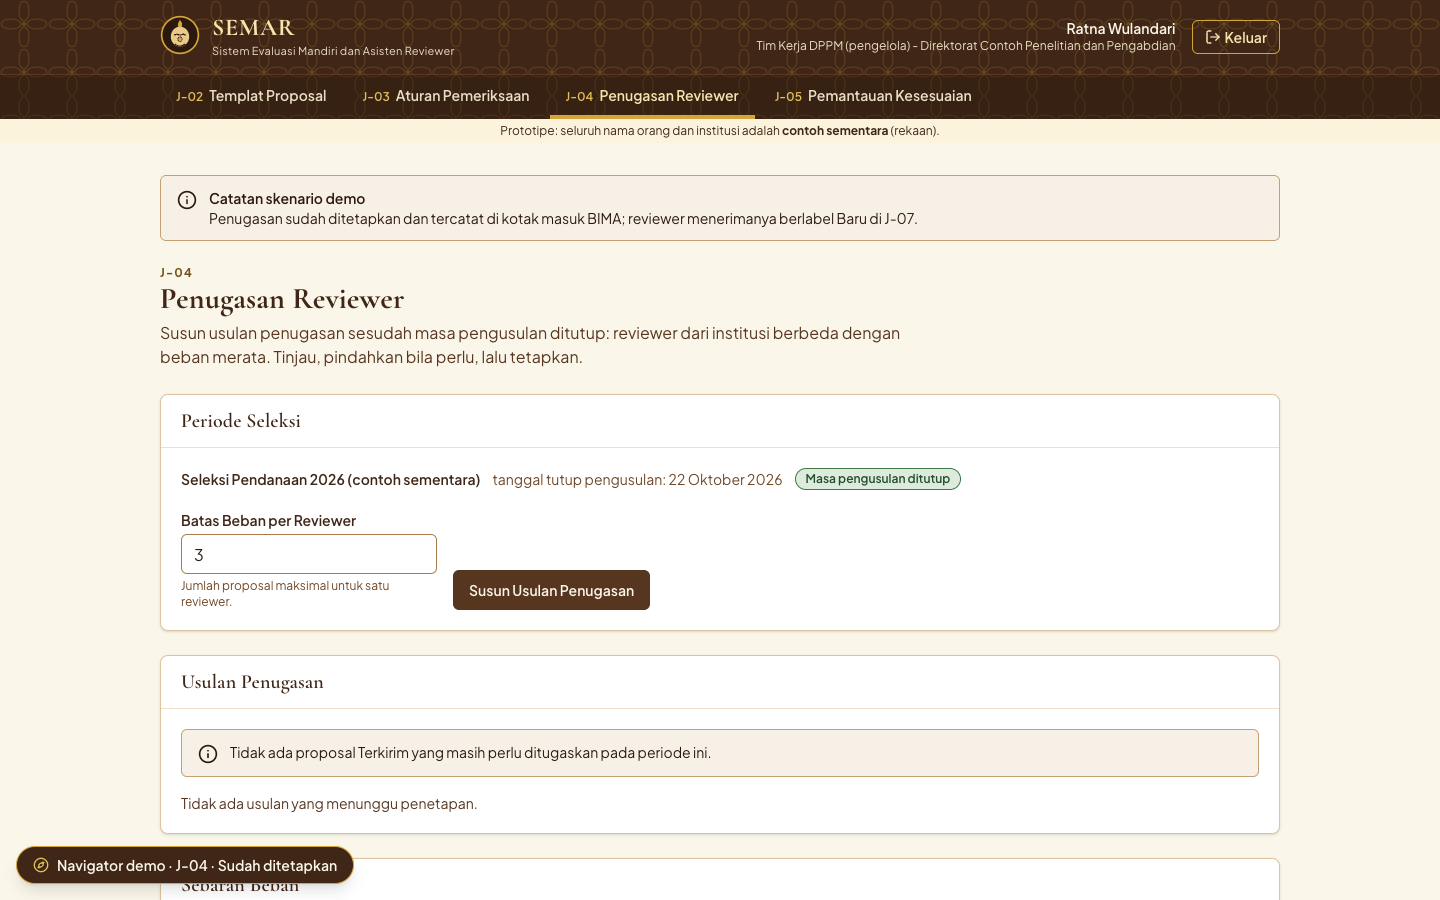 SEMAR
Sistem Evaluasi Mandiri dan Asisten Reviewer
Ratna Wulandari
Tim Kerja DPPM (pengelola) - Direktorat Contoh Penelitian dan Pengabdian
Keluar
J-02 Templat Proposal
J-03 Aturan Pemeriksaan
J-04 Penugasan Reviewer
J-05 Pemantauan Kesesuaian
Prototipe: seluruh nama orang dan institusi adalah contoh sementara (rekaan).
Catatan skenario demo
Penugasan sudah ditetapkan dan tercatat di kotak masuk BIMA; reviewer menerimanya berlabel Baru di J-07.
J-04
Penugasan Reviewer
Susun usulan penugasan sesudah masa pengusulan ditutup: reviewer dari institusi berbeda dengan
beban merata. Tinjau, pindahkan bila perlu, lalu tetapkan.
Periode Seleksi
Seleksi Pendanaan 2026 (contoh sementara) tanggal tutup pengusulan: 22 Oktober 2026 Masa pengusulan ditutup
Batas Beban per Reviewer
3
Jumlah proposal maksimal untuk satu
reviewer.
Susun Usulan Penugasan
Usulan Penugasan
Tidak ada proposal Terkirim yang masih perlu ditugaskan pada periode ini.
Tidak ada usulan yang menunggu penetapan.
Navigator demo · J-04 · Sudah ditetapkan
Sebaran Beban